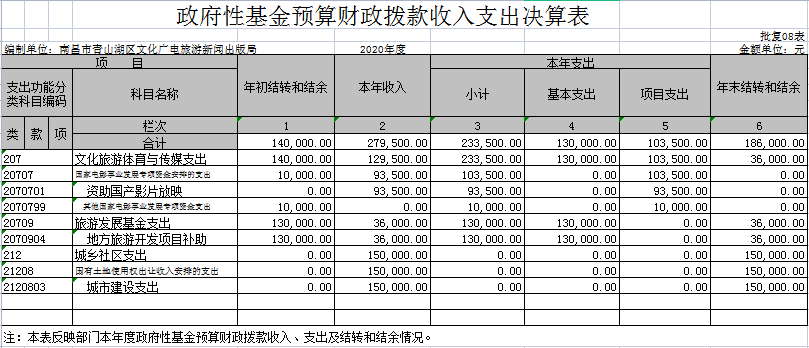 政府性基金预算财政拨款收入支出决算表
批复08表
编制单位：南昌市青山湖区文化广电旅游新闻出版局 2020年度 金额单位：元
项 目 年初结转和结余 本年收入 本年支出 年末结转和结余
支出功能分类科目编码 科目名称 小计 基本支出 项目支出
类 款 项 栏次 1 2 3 4 5 6
合计 140,000.00 279,500.00 233,500.00 130,000.00 103,500.00 186,000.00
207 文化旅游体育与传媒支出 140,000.00 129,500.00 233,500.00 130,000.00 103,500.00 36,000.00
20707 国家电影事业发展专项资金安排的支出 10,000.00 93,500.00 103,500.00 0.00 103,500.00 0.00
2070701 资助国产影片放映 0.00 93,500.00 93,500.00 0.00 93,500.00 0.00
2070799 其他国家电影事业发展专项资金支出 10,000.00 0.00 10,000.00 0.00 10,000.00 0.00
20709 旅游发展基金支出 130,000.00 36,000.00 130,000.00 130,000.00 0.00 36,000.00
2070904 地方旅游开发项目补助 130,000.00 36,000.00 130,000.00 130,000.00 0.00 36,000.00
212 城乡社区支出 0.00 150,000.00 0.00 0.00 0.00 150,000.00
21208 国有土地使用权出让收入安排的支出 0.00 150,000.00 0.00 0.00 0.00 150,000.00
2120803 城市建设支出 0.00 150,000.00 0.00 0.00 0.00 150,000.00
注：本表反映部门本年度政府性基金预算财政拨款收入、支出及结转和结余情况。